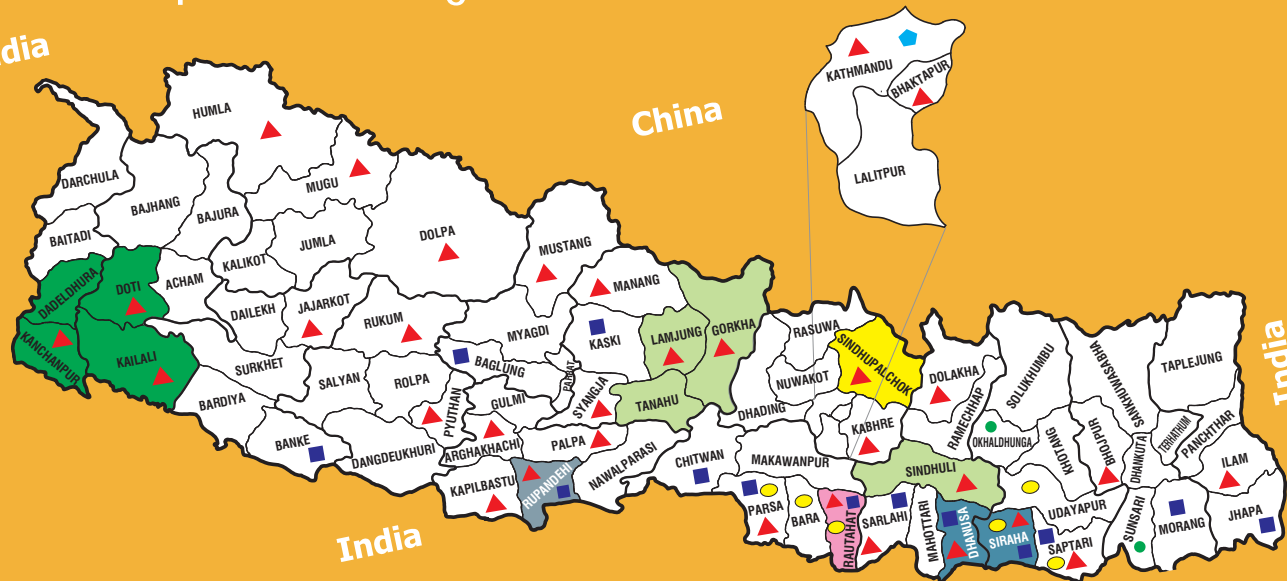 dia
China
India
India
KATHMANDU
BHAKTAPUR
LALITPUR
HUMLA
DARCHULA
BAJHANG
BAJURA
MUGU
BAITADI
JUMLA
DOLPA
MUSTANG
KALIKOT
ACHAM
DADELDHURA
DOTI
MANANG
DAILEKH
JAJARKOT
RUKUM
MYAGDI
KASKI
LAMJUNG
GORKHA
RASUWA
SINDHUPALCHOK
KANCHANPUR
KAILALI
SURKHET
SALYAN
ROLPA
BAGLUNG
PARBAT
SYANGJA
TANAHU
NUWAKOT
DHADING
DOLAKHA
RAMECHHAP
SOLUKHUMBU
SANKHUWASABHA
TAPLEJUNG
BARDIYA
BANKE
DANGDEUKHURI
PYUTHAN
GULMI
ARGHAKHACHI
PALPA
KABHRE
OKHALDHUNGA
KHOTANG
BHOJPUR
DHANKUTA
TERHATHUM
PANCHTHAR
ILAM
KAPILBASTU
RUPANDEHI
NAWALPARASI
CHITWAN
MAKAWANPUR
SINDHULI
PARSA
BARA
RAUTAHAT
SARLAHI
MAHOTTARI
DHANUSA
SIRAHA
UDAYAPUR
SAPTARI
SUNSARI
MORANG
JHAPA